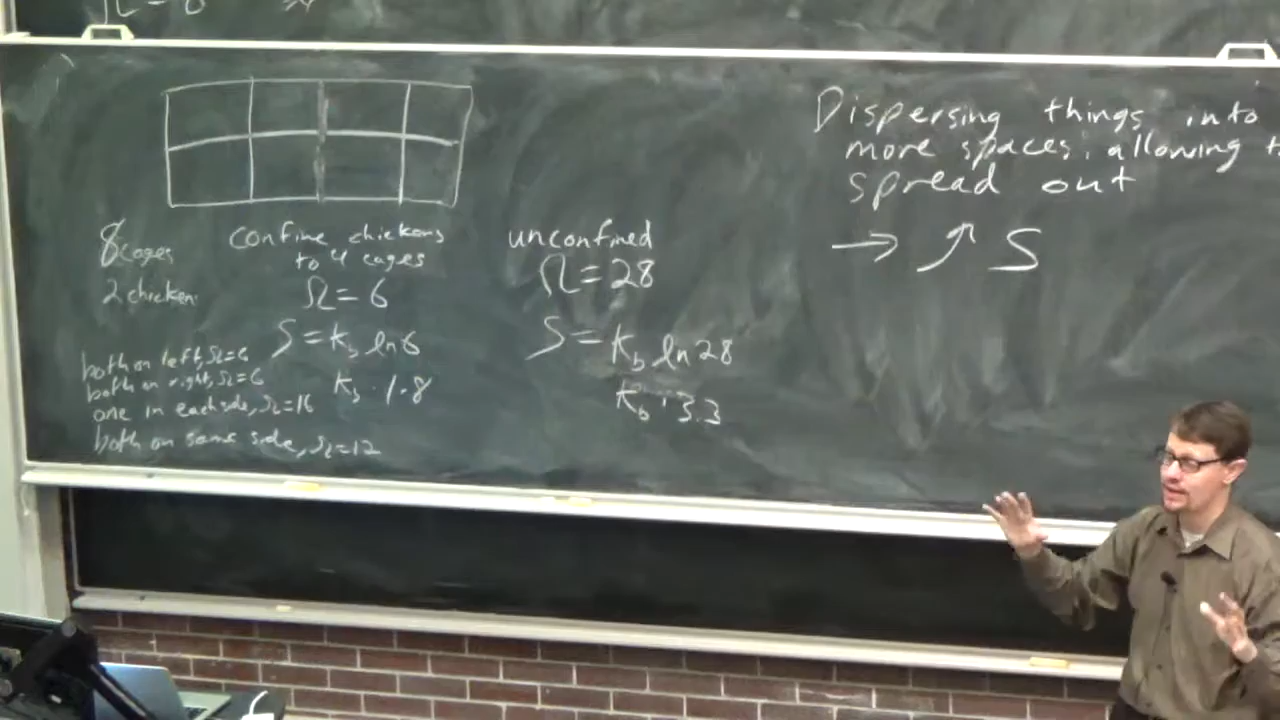 8 cages
2 chickens
confine chickens
to 4 cages
Ω = 6
S = k_b ln 6
k_b · 1.8
both on left, Ω=6
both on right, Ω=6
one in each side, Ω=16
both on same side, Ω=12
unconfined
Ω = 28
S = k_b ln 28
k_b · 3.3
Dispersing things into
more spaces, allowing
spread out
→ ↗ S